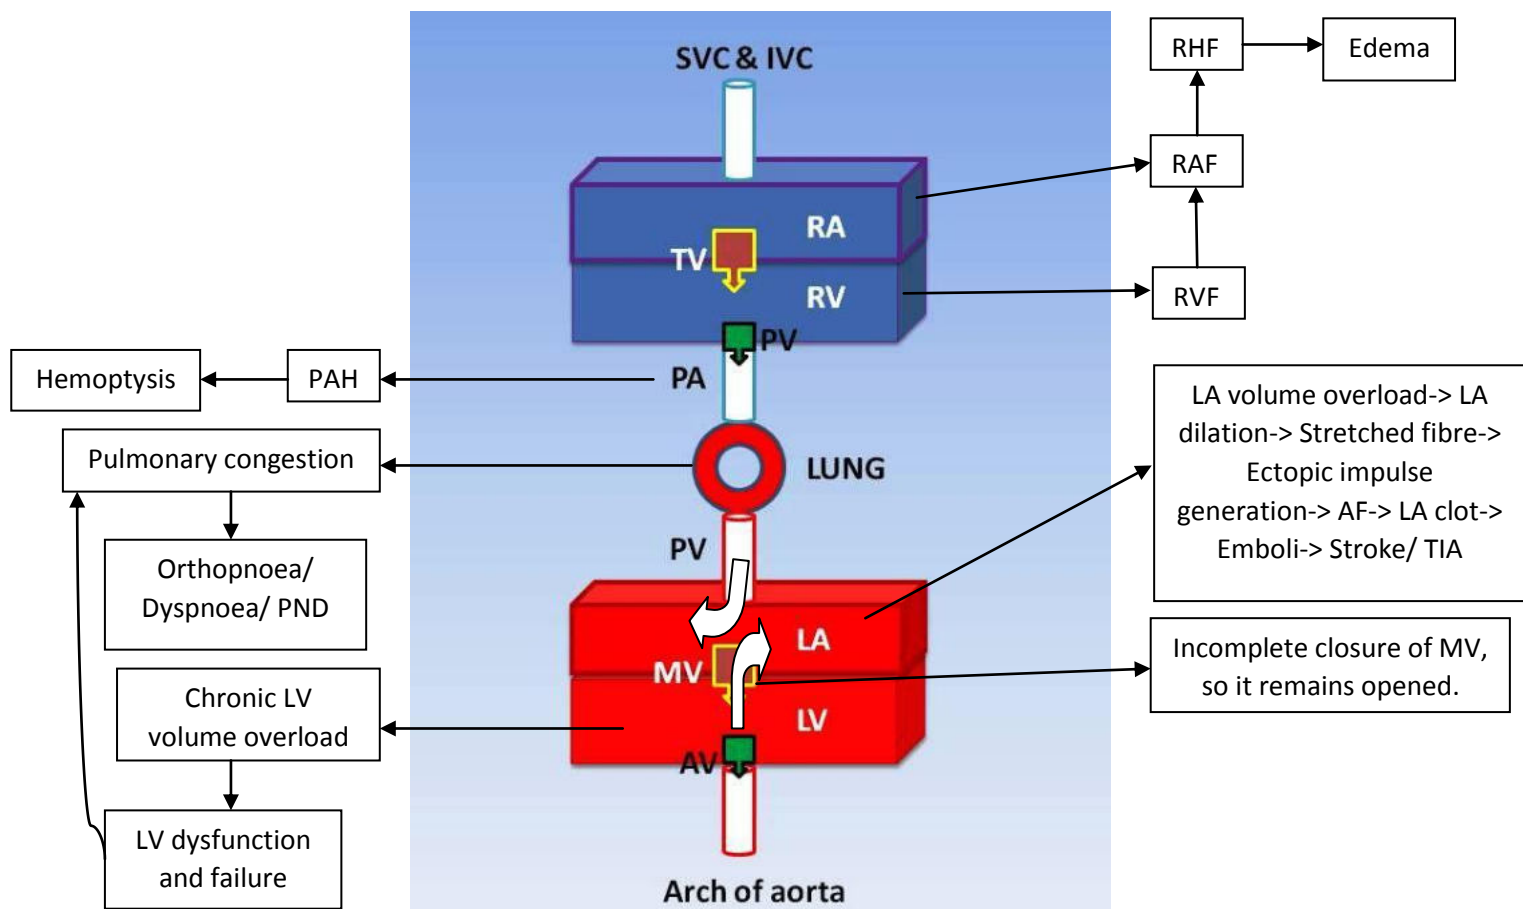 SVC & IVC
RHF
Edema
RAF
RA
TV
RV
RVF
PV
Hemoptysis
PAH
PA
LA volume overload-> LA
dilation-> Stretched fibre->
Ectopic impulse
generation-> AF-> LA clot->
Emboli-> Stroke/ TIA
Pulmonary congestion
LUNG
PV
Orthopnoea/
Dyspnoea/ PND
LA
MV
Incomplete closure of MV,
so it remains opened.
Chronic LV
volume overload
LV
AV
LV dysfunction
and failure
Arch of aorta